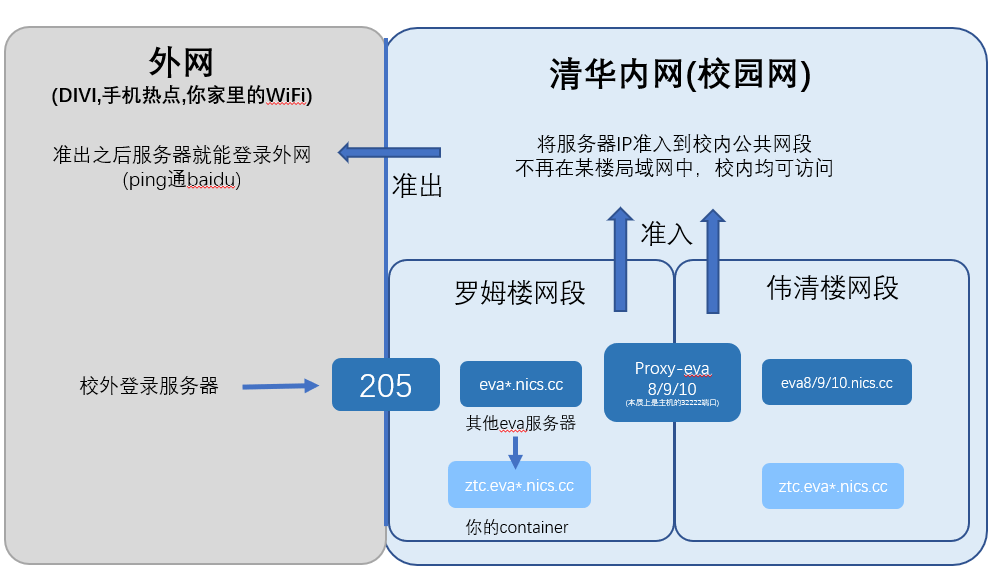 外网
(DIVI,手机热点,你家里的WiFi)
准出之后服务器就能登录外网
(ping通baidu)
准出
清华内网(校园网)
将服务器IP准入到校内公共网段
不再在某楼局域网中，校内均可访问
准入
罗姆楼网段
伟清楼网段
校外登录服务器
205
eva*.nics.cc
其他eva服务器
ztc.eva*.nics.cc
你的container
Proxy-eva
8/9/10
(本质上是主机的32222端口)
eva8/9/10.nics.cc
ztc.eva*.nics.cc